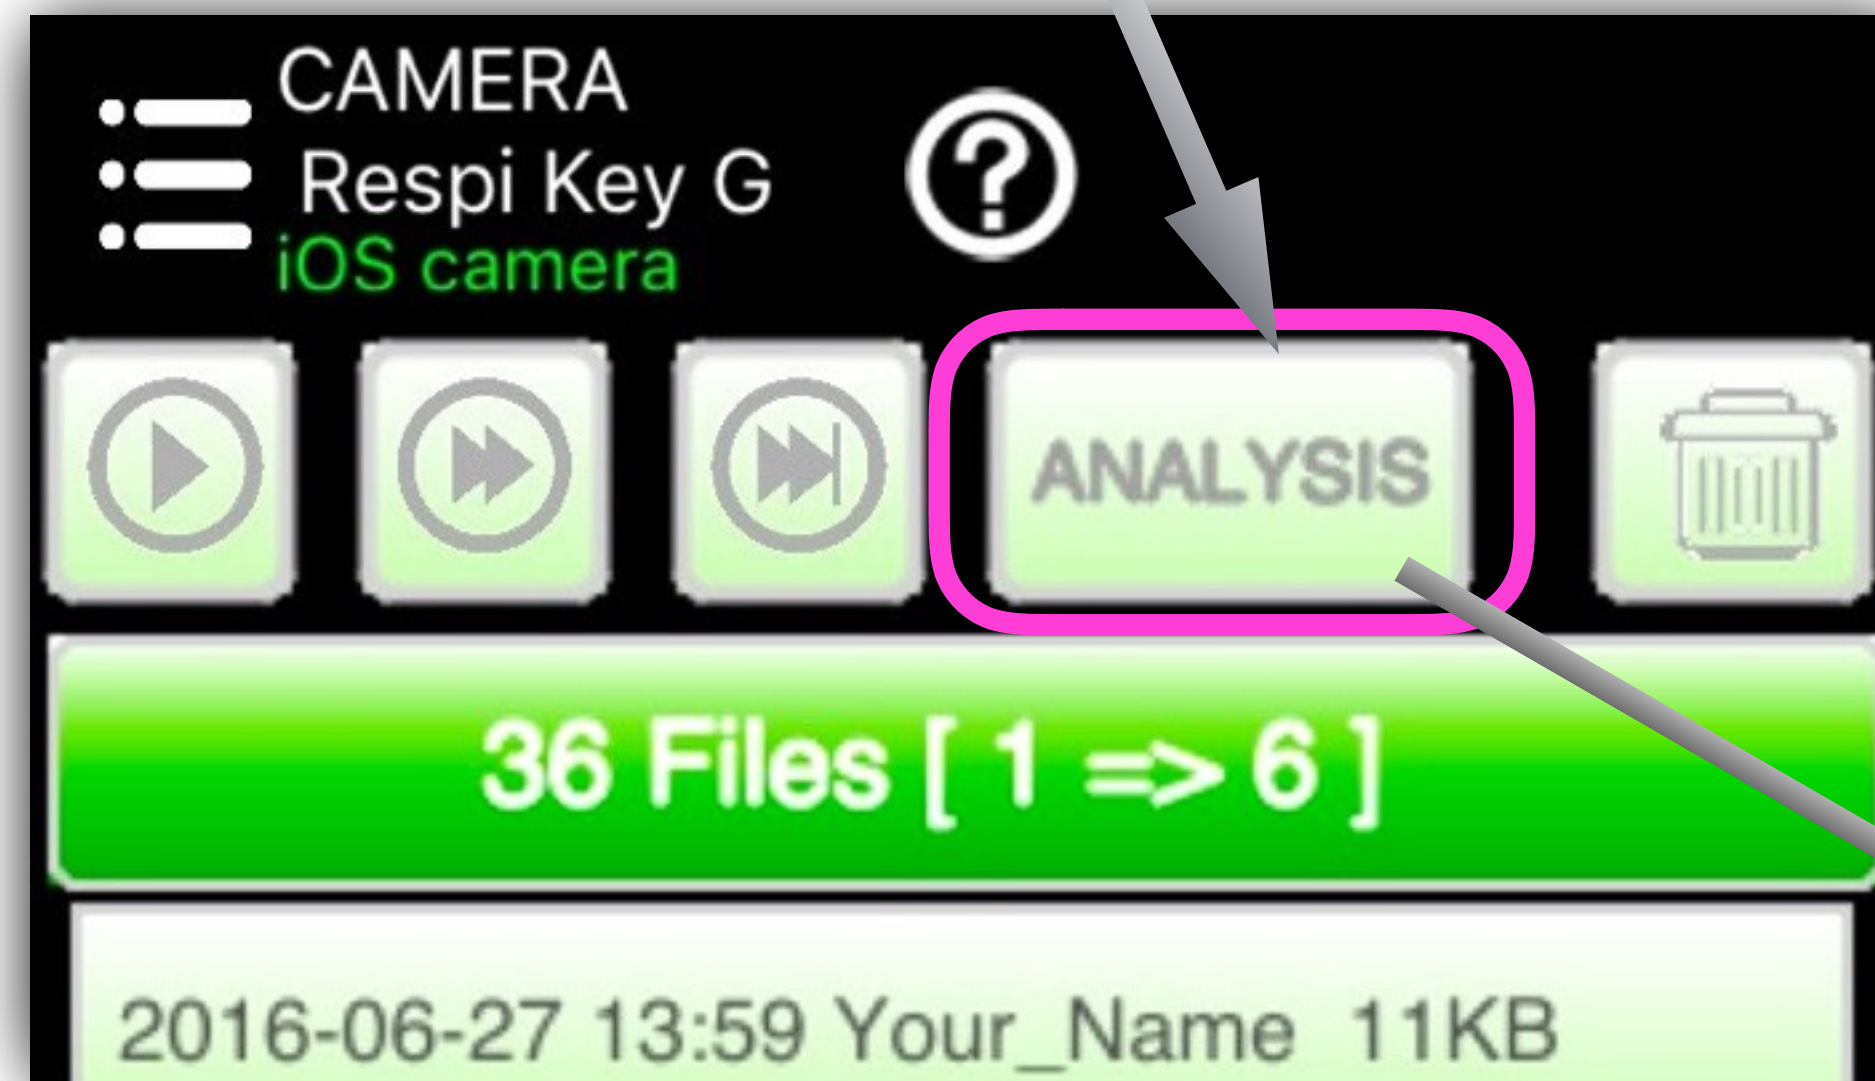 CAMERA
Respi Key G
iOS camera
ANALYSIS
36 Files [ 1 => 6 ]
2016-06-27 13:59 Your_Name 11KB